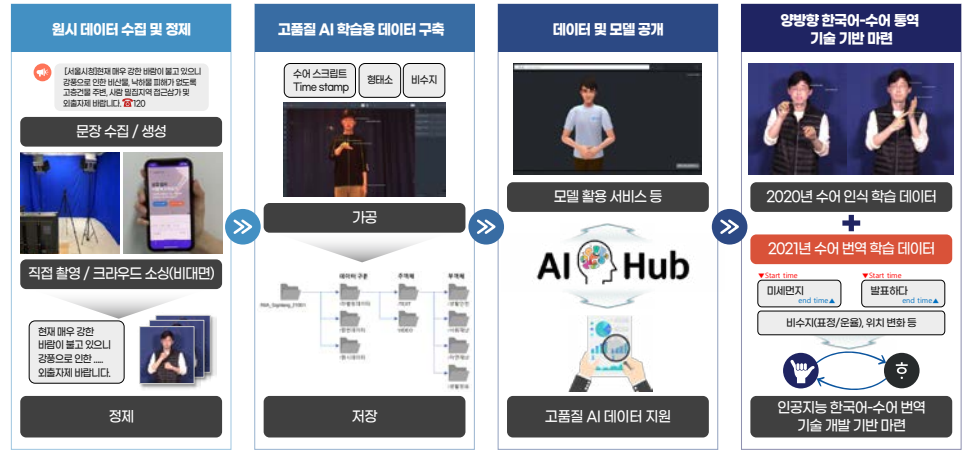 원시 데이터 수집 및 정제
[서울시청]현재 매우 강한 바람이 불고 있으니
강풍으로 인한 비산물, 낙하물 피해가 없도록
고층건물 주변, 사람 밀집지역 접근삼가 및
외출자제 바랍니다.☎120
문장 수집 / 생성
직접 촬영 / 크라우드 소싱(비대면)
현재 매우 강한
바람이 불고 있으니
강풍으로 인한 .....
외출자제 바랍니다.
정제
고품질 AI 학습용 데이터 구축
수어 스크립트
Time stamp
형태소
비수지
가공
데이터 구분
주객체
부객체
저장
데이터 및 모델 공개
모델 활용 서비스 등
AI Hub
고품질 AI 데이터 지원
양방향 한국어-수어 통역
기술 기반 마련
2020년 수어 인식 학습 데이터
+
2021년 수어 번역 학습 데이터
▼Start time
미세먼지
end time▲
▼Start time
발표하다
end time▲
비수지(표정/운율), 위치 변화 등
ㅎ
인공지능 한국어-수어 번역
기술 개발 기반 마련